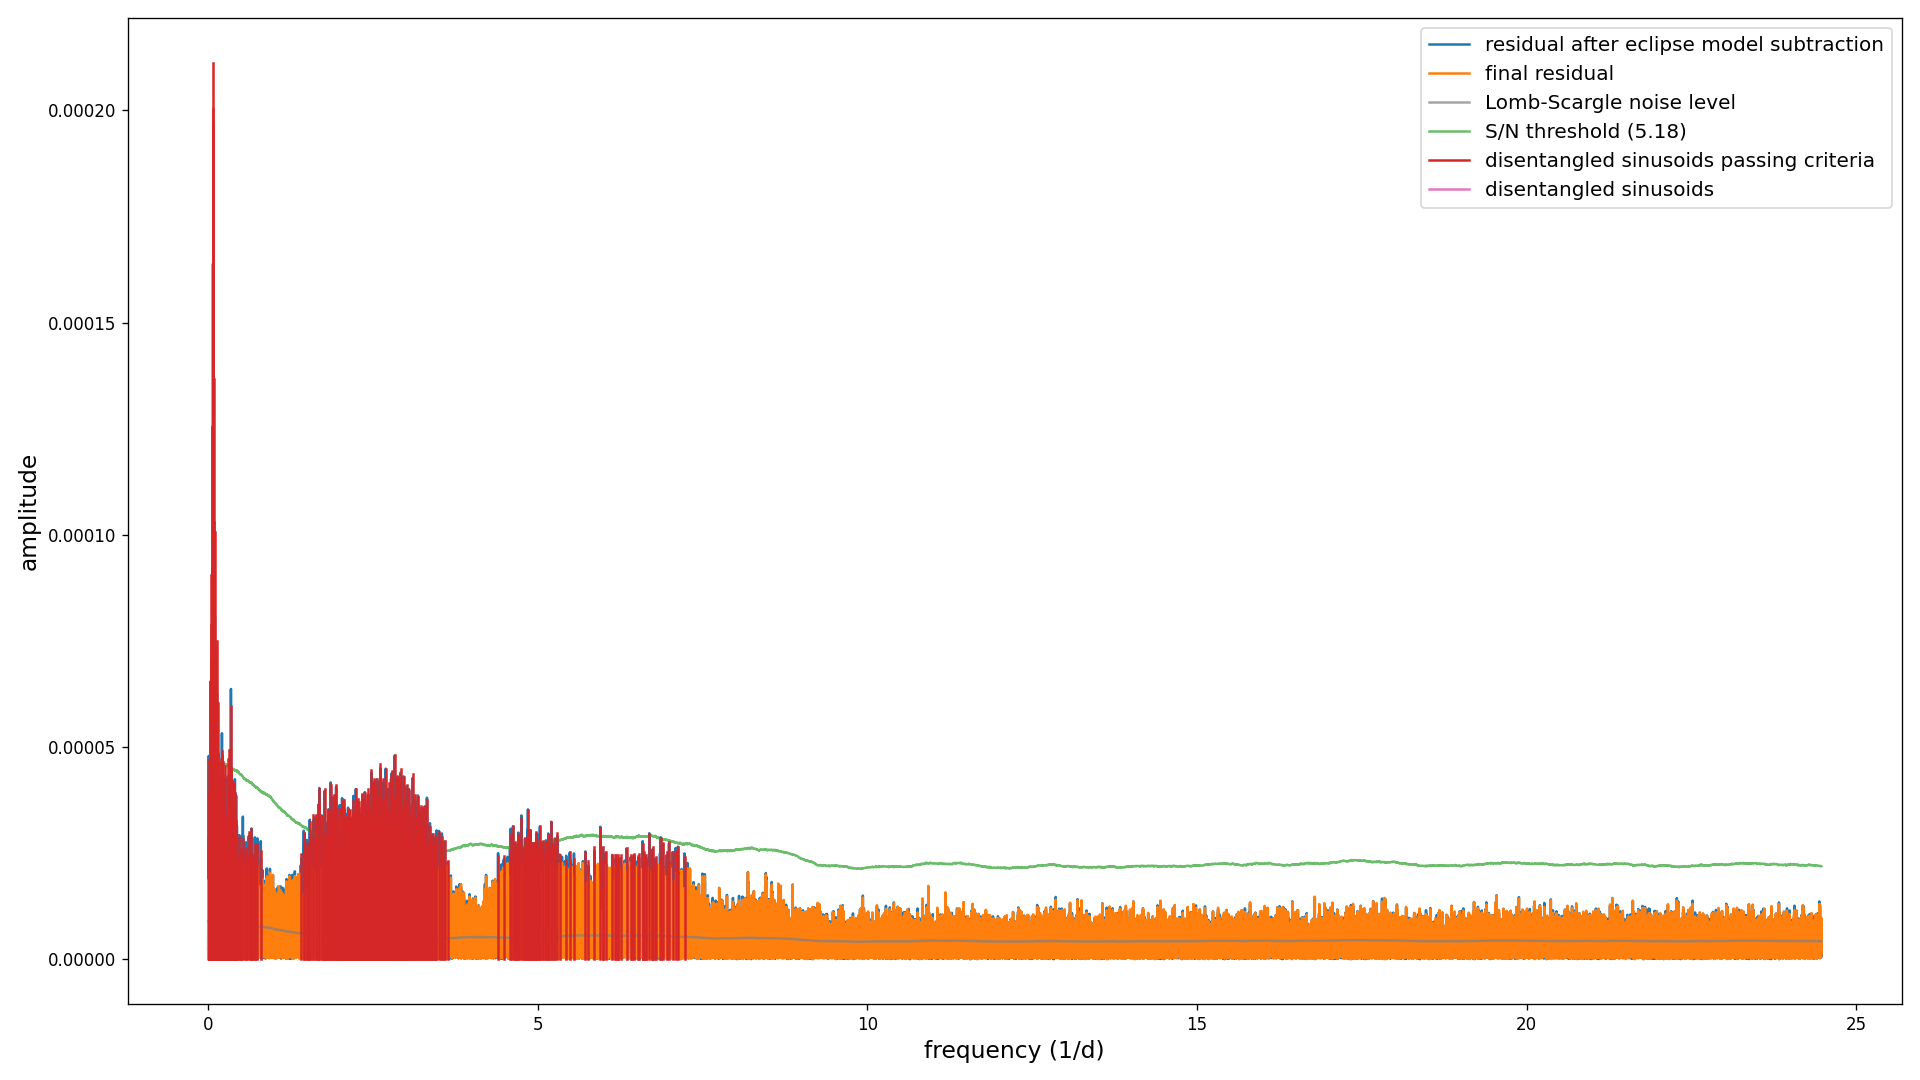 residual after eclipse model subtraction
final residual
Lomb-Scargle noise level
S/N threshold (5.18)
disentangled sinusoids passing criteria
disentangled sinusoids
amplitude
0.00020
0.00015
0.00010
0.00005
0.00000
0 5 10 15 20 25
frequency (1/d)